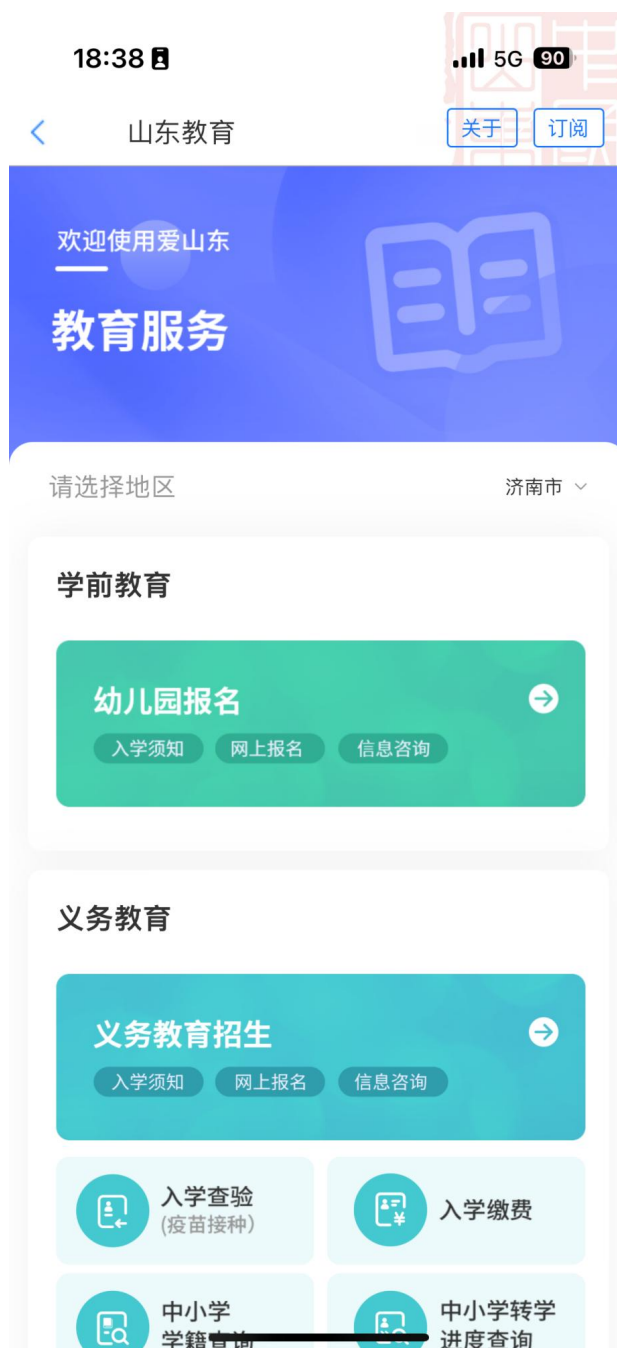 18:38
5G 90
山东教育
关于 订阅
欢迎使用爱山东
教育服务
请选择地区
济南市
学前教育
幼儿园报名
入学须知 网上报名 信息咨询
义务教育
义务教育招生
入学须知 网上报名 信息咨询
入学查验
(疫苗接种)
入学缴费
中小学
学籍查询
中小学转学
进度查询